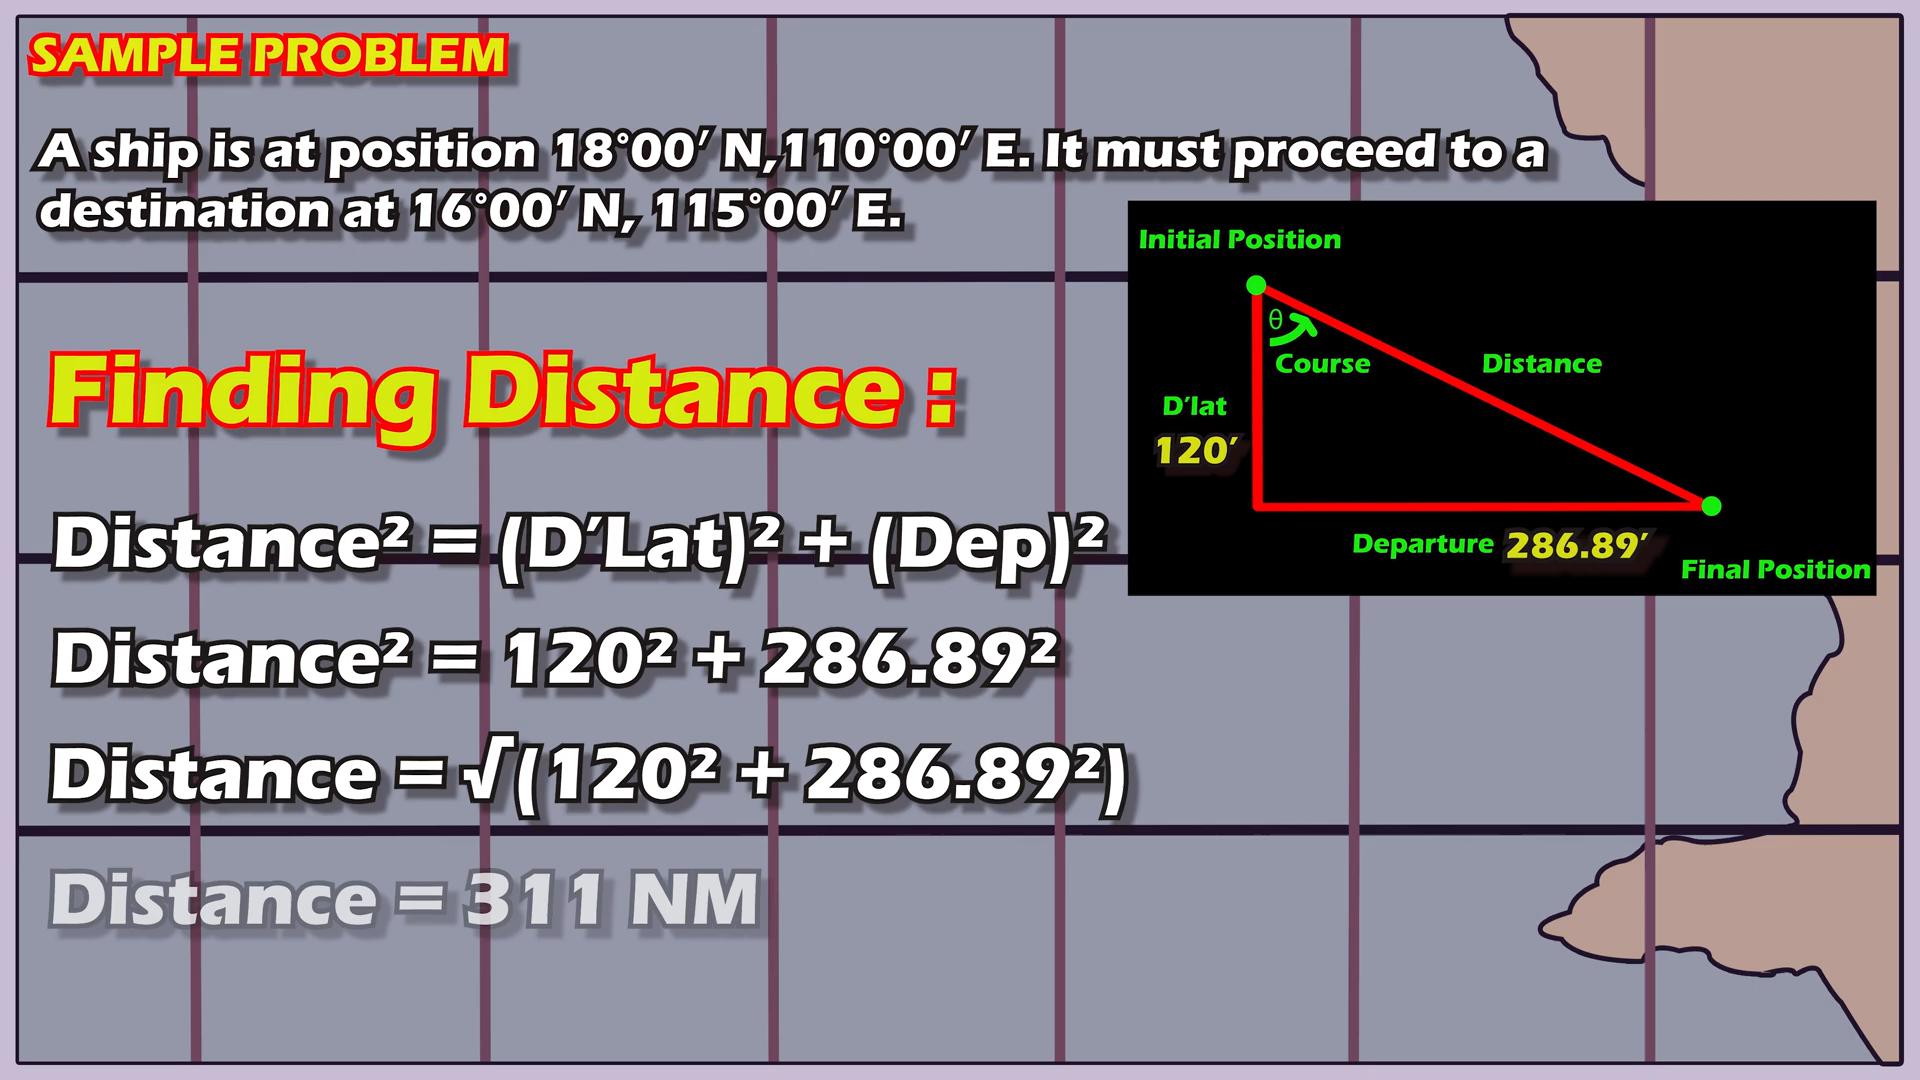 SAMPLE PROBLEM
A ship is at position 18°00′ N,110°00′ E. It must proceed to a
destination at 16°00′ N, 115°00′ E.
Initial Position
θ
Course
Distance
D′lat
120′
Departure 286.89′
Final Position
Finding Distance :
Distance² = (D′Lat)² + (Dep)²
Distance² = 120² + 286.89²
Distance = √(120² + 286.89²)
Distance = 311 NM